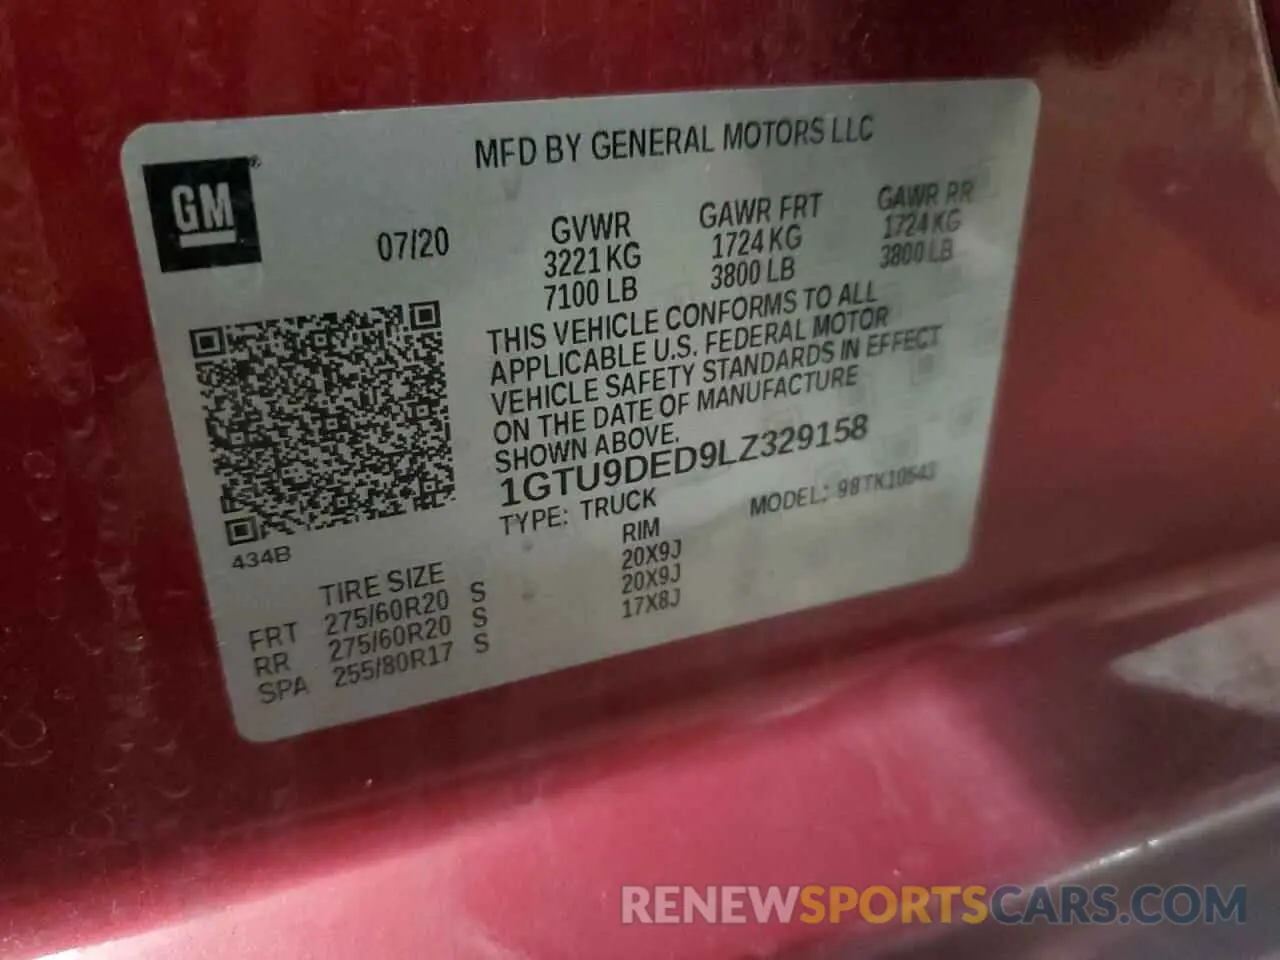 MFD BY GENERAL MOTORS LLC
GM®
07/20
GVWR GAWR FRT GAWR RR
3221 KG 1724 KG 1724 KG
7100 LB 3800 LB 3800 LB
THIS VEHICLE CONFORMS TO ALL
APPLICABLE U.S. FEDERAL MOTOR
VEHICLE SAFETY STANDARDS IN EFFECT
ON THE DATE OF MANUFACTURE
SHOWN ABOVE.
1GTU9DED9LZ329158
TYPE: TRUCK MODEL: 98TK10543
434B
TIRE SIZE RIM
FRT 275/60R20 S 20X9J
RR 275/60R20 S 20X9J
SPA 255/80R17 S 17X8J
RENEWSPORTSCARS.COM